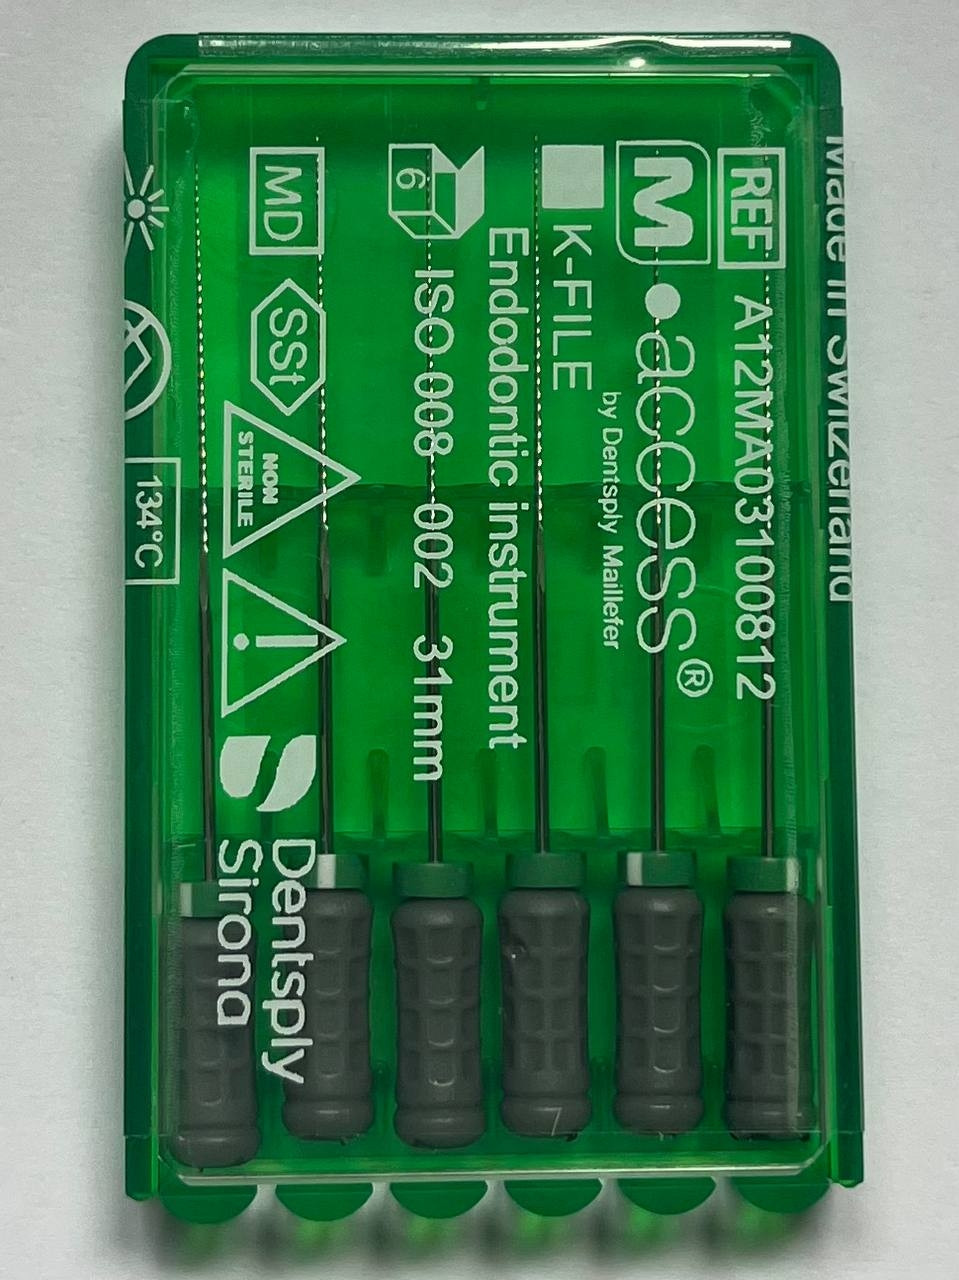 Made in Switzerland
REF A12MA03100812
M•access®
by Dentsply Maillefer
K-FILE
Endodontic instrument
6 ISO 008 002 31mm
MD SSt NON STERILE
Dentsply
Sirona
134°C